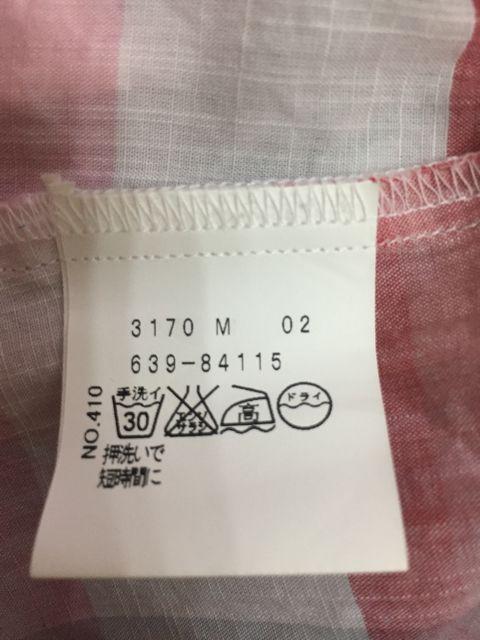 3170 M 02
639-84115
NO.410
手洗イ
30
エンソ
サラシ
高
ドライ
押洗いで
短時間に